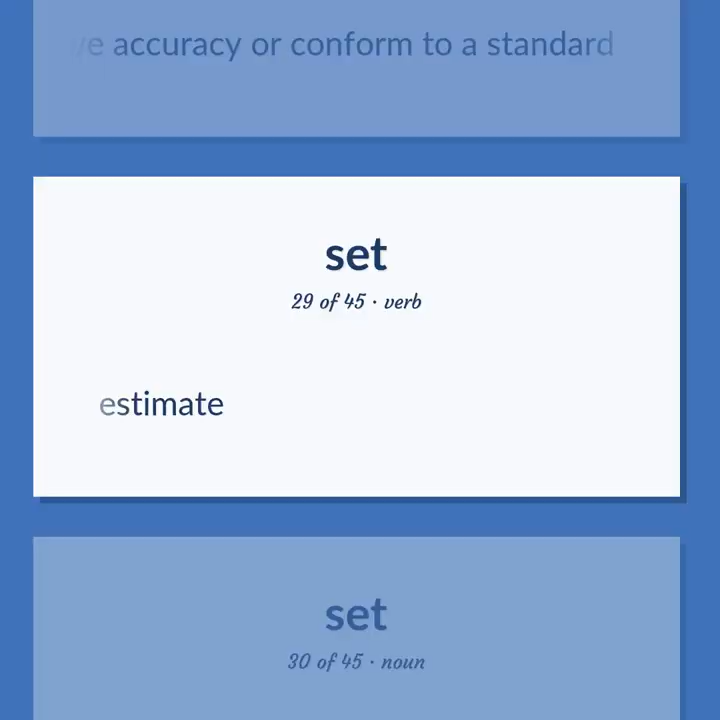 accuracy or conform to a standard
set
29 of 45 · verb
estimate
set
30 of 45 · noun